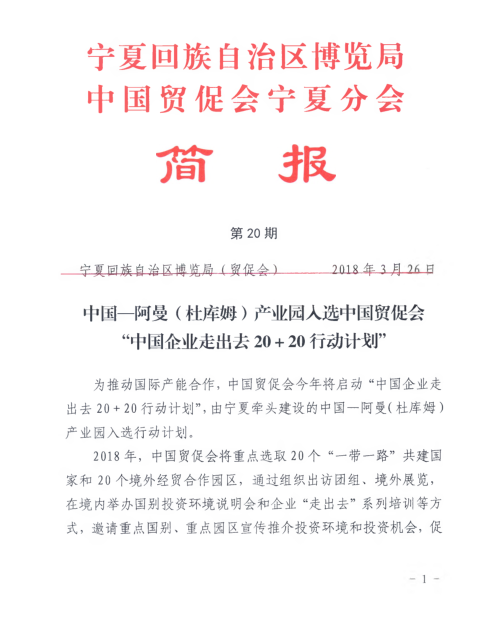 宁夏回族自治区博览局
中国贸促会宁夏分会
简 报
第 20 期
宁夏回族自治区博览局（贸促会） 2018 年 3 月 26 日
中国—阿曼（杜库姆）产业园入选中国贸促会
“中国企业走出去 20 + 20 行动计划”
为推动国际产能合作，中国贸促会今年将启动“中国企业走
出去 20 + 20 行动计划”，由宁夏牵头建设的中国—阿曼（杜库姆）
产业园入选行动计划。
2018 年，中国贸促会将重点选取 20 个“一带一路”共建国
家和 20 个境外经贸合作园区，通过组织出访团组、境外展览，
在境内举办国别投资环境说明会和企业“走出去”系列培训等方
式，邀请重点国别、重点园区宣传推介投资环境和投资机会，促
- 1 -